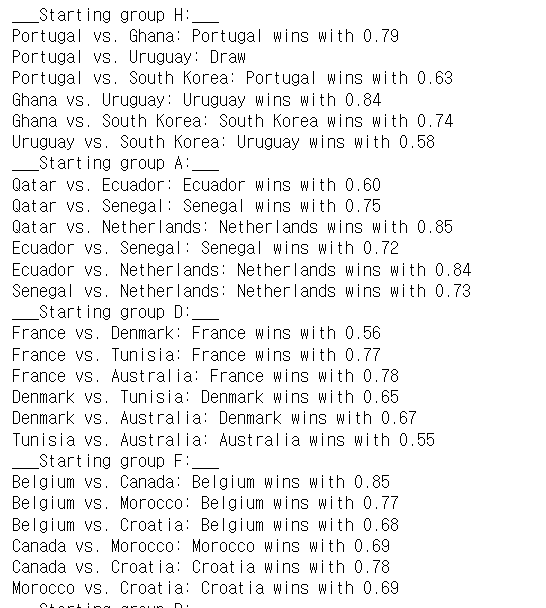 ___Starting group H:___
Portugal vs. Ghana: Portugal wins with 0.79
Portugal vs. Uruguay: Draw
Portugal vs. South Korea: Portugal wins with 0.63
Ghana vs. Uruguay: Uruguay wins with 0.84
Ghana vs. South Korea: South Korea wins with 0.74
Uruguay vs. South Korea: Uruguay wins with 0.58
___Starting group A:___
Qatar vs. Ecuador: Ecuador wins with 0.60
Qatar vs. Senegal: Senegal wins with 0.75
Qatar vs. Netherlands: Netherlands wins with 0.85
Ecuador vs. Senegal: Senegal wins with 0.72
Ecuador vs. Netherlands: Netherlands wins with 0.84
Senegal vs. Netherlands: Netherlands wins with 0.73
___Starting group D:___
France vs. Denmark: France wins with 0.56
France vs. Tunisia: France wins with 0.77
France vs. Australia: France wins with 0.78
Denmark vs. Tunisia: Denmark wins with 0.65
Denmark vs. Australia: Denmark wins with 0.67
Tunisia vs. Australia: Australia wins with 0.55
___Starting group F:___
Belgium vs. Canada: Belgium wins with 0.85
Belgium vs. Morocco: Belgium wins with 0.77
Belgium vs. Croatia: Belgium wins with 0.68
Canada vs. Morocco: Morocco wins with 0.69
Canada vs. Croatia: Croatia wins with 0.78
Morocco vs. Croatia: Croatia wins with 0.69